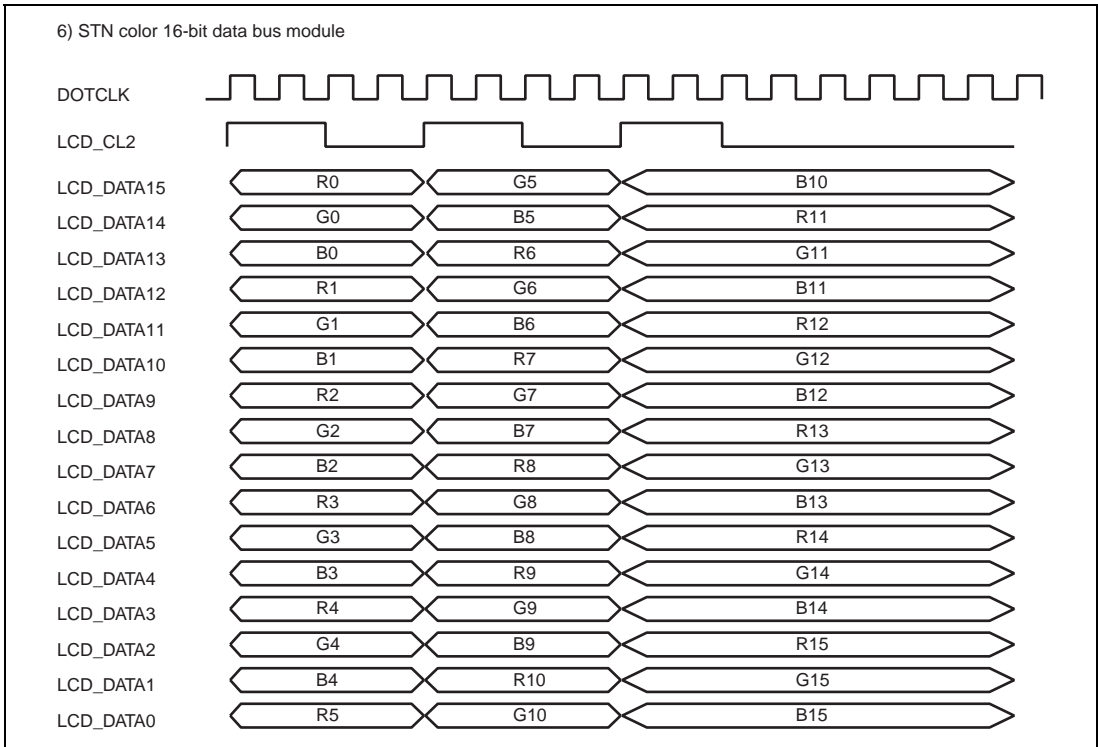 6) STN color 16-bit data bus module
DOTCLK
LCD_CL2
LCD_DATA15 R0 G5 B10
LCD_DATA14 G0 B5 R11
LCD_DATA13 B0 R6 G11
LCD_DATA12 R1 G6 B11
LCD_DATA11 G1 B6 R12
LCD_DATA10 B1 R7 G12
LCD_DATA9 R2 G7 B12
LCD_DATA8 G2 B7 R13
LCD_DATA7 B2 R8 G13
LCD_DATA6 R3 G8 B13
LCD_DATA5 G3 B8 R14
LCD_DATA4 B3 R9 G14
LCD_DATA3 R4 G9 B14
LCD_DATA2 G4 B9 R15
LCD_DATA1 B4 R10 G15
LCD_DATA0 R5 G10 B15